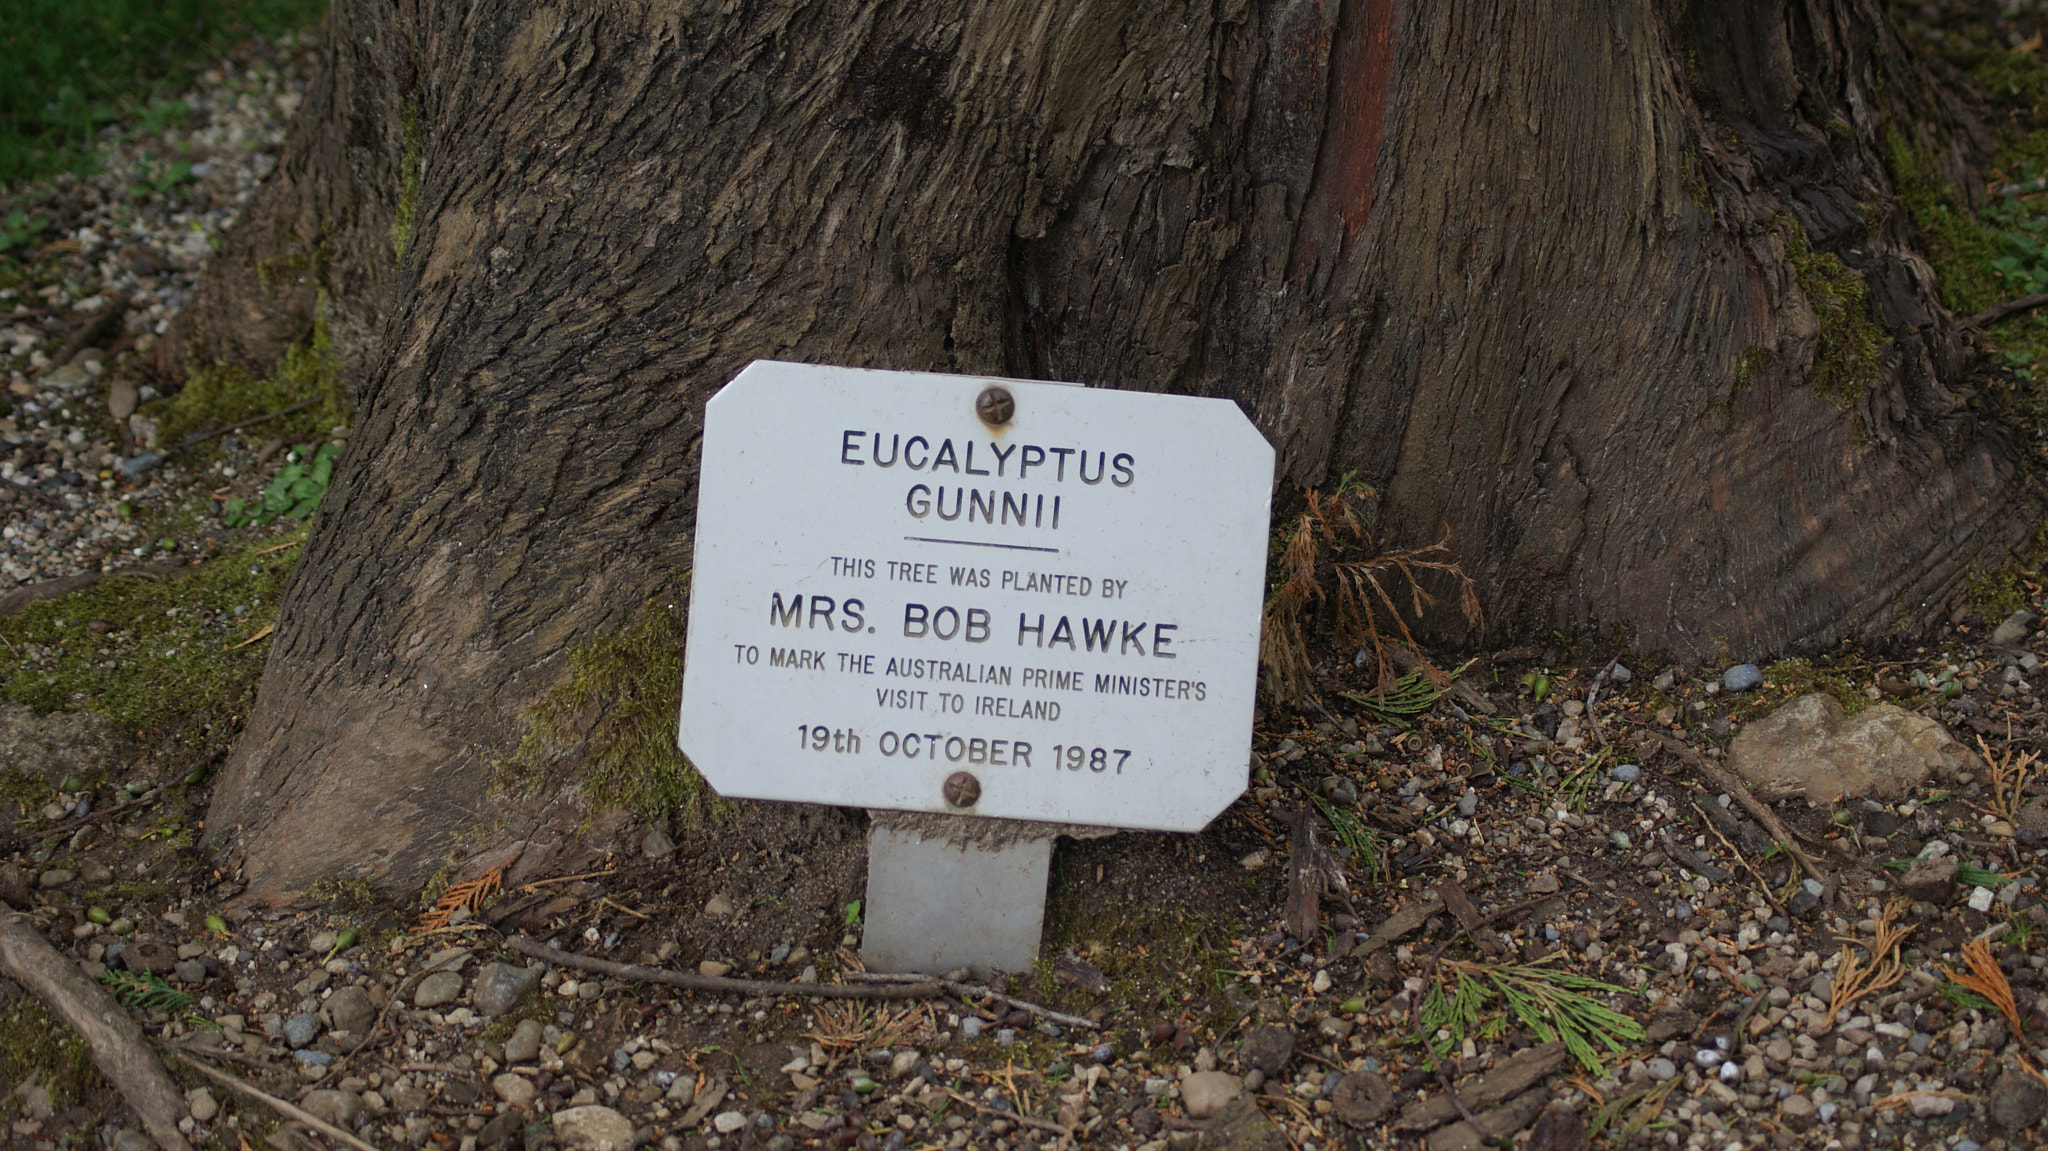 EUCALYPTUS
GUNNII
THIS TREE WAS PLANTED BY
MRS. BOB HAWKE
TO MARK THE AUSTRALIAN PRIME MINISTER'S
VISIT TO IRELAND
19th OCTOBER 1987